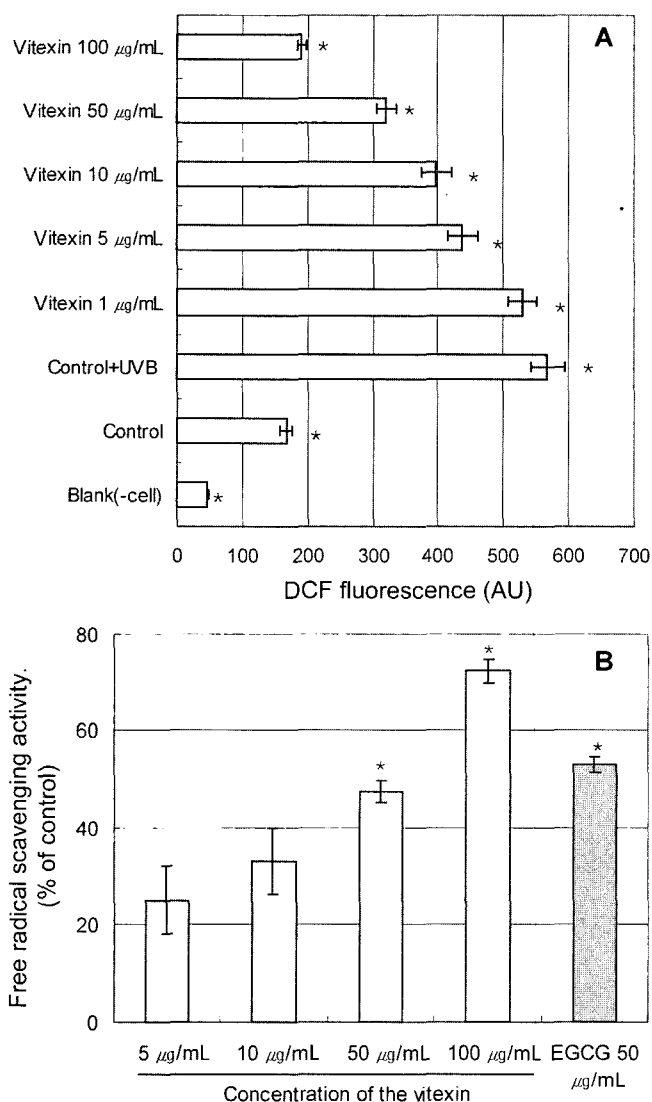 A
Vitexin 100 μg/mL
*
Vitexin 50 μg/mL
*
Vitexin 10 μg/mL
*
Vitexin 5 μg/mL
*
Vitexin 1 μg/mL
*
Control+UVB
*
Control
*
Blank(-cell)
*
0 100 200 300 400 500 600 700
DCF fluorescence (AU)
B
Free radical scavenging activity.
(% of control)
80
60
40
20
0
*
*
*
5 μg/mL 10 μg/mL 50 μg/mL 100 μg/mL EGCG 50
μg/mL
Concentration of the vitexin